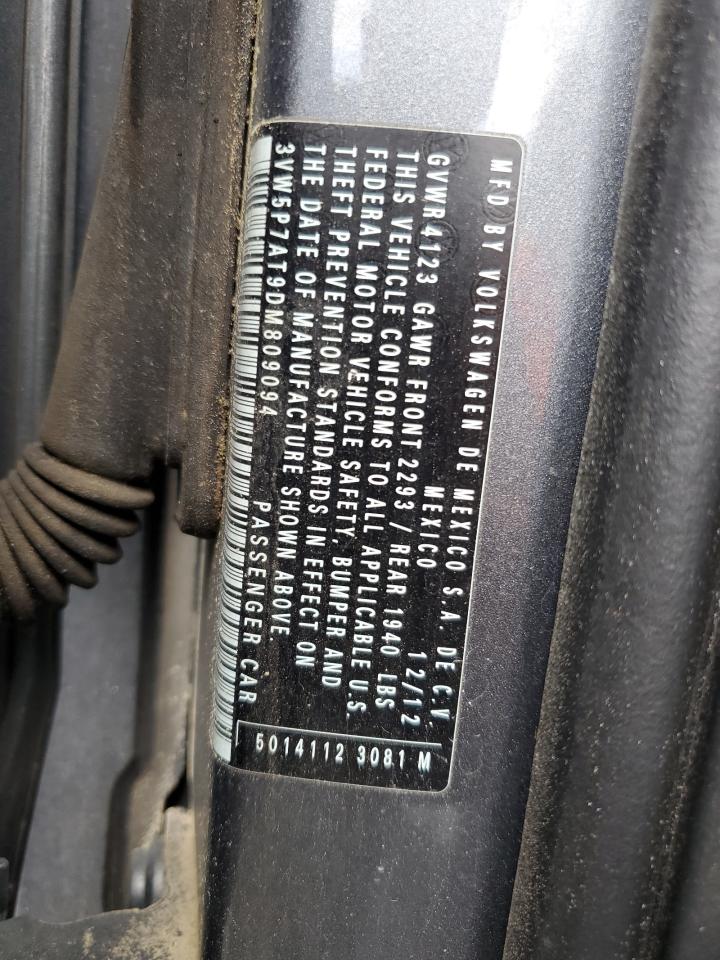 MFD BY VOLKSWAGEN DE MEXICO S.A. DE C.V.
MEXICO 12/12
GVWR 4123 GAWR FRONT 2293 / REAR 1940 LBS
THIS VEHICLE CONFORMS TO ALL APPLICABLE U.S.
FEDERAL MOTOR VEHICLE SAFETY, BUMPER AND
THEFT PREVENTION STANDARDS IN EFFECT ON
THE DATE OF MANUFACTURE SHOWN ABOVE
3VW5P7AT9DM809094 PASSENGER CAR
5014112 3081 M